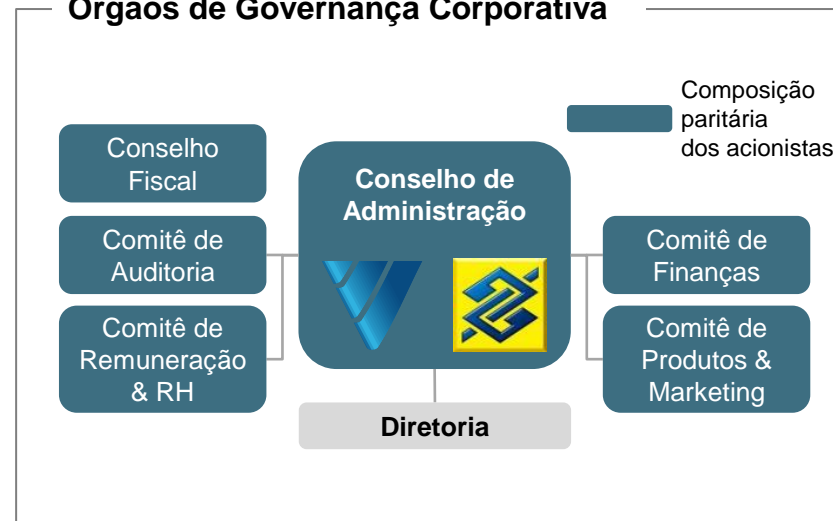 Órgãos de Governança Corporativa
Composição
paritária
dos acionistas
Conselho
Fiscal
Conselho de
Administração
Comitê de
Auditoria
Comitê de
Finanças
Comitê de
Remuneração
& RH
Comitê de
Produtos &
Marketing
Diretoria